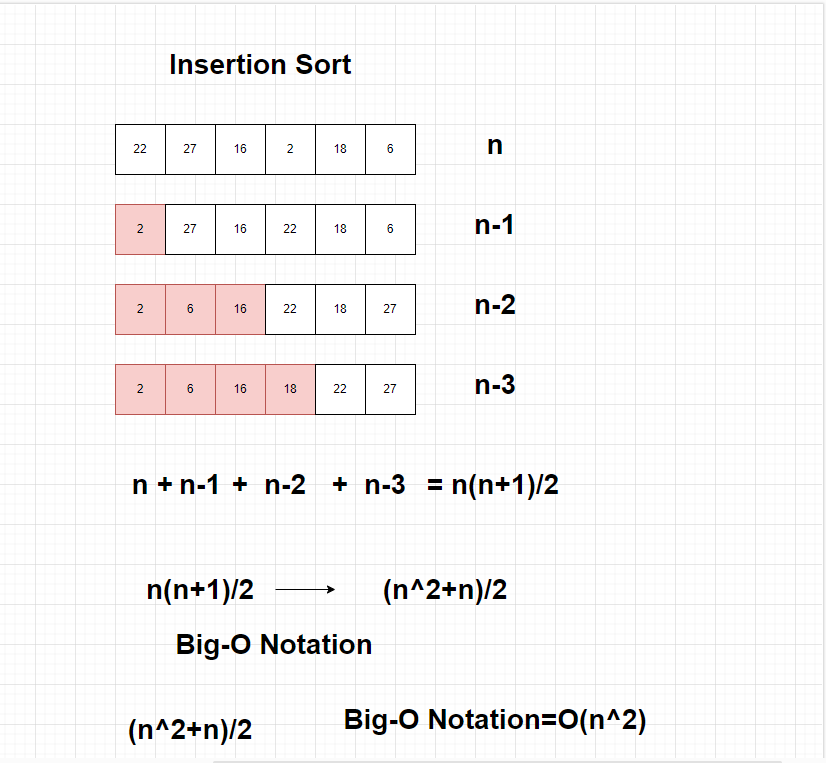 Insertion Sort
22 27 16 2 18 6 n
2 27 16 22 18 6 n-1
2 6 16 22 18 27 n-2
2 6 16 18 22 27 n-3
n + n-1 + n-2 + n-3 = n(n+1)/2
n(n+1)/2 (n^2+n)/2
Big-O Notation
(n^2+n)/2 Big-O Notation=O(n^2)